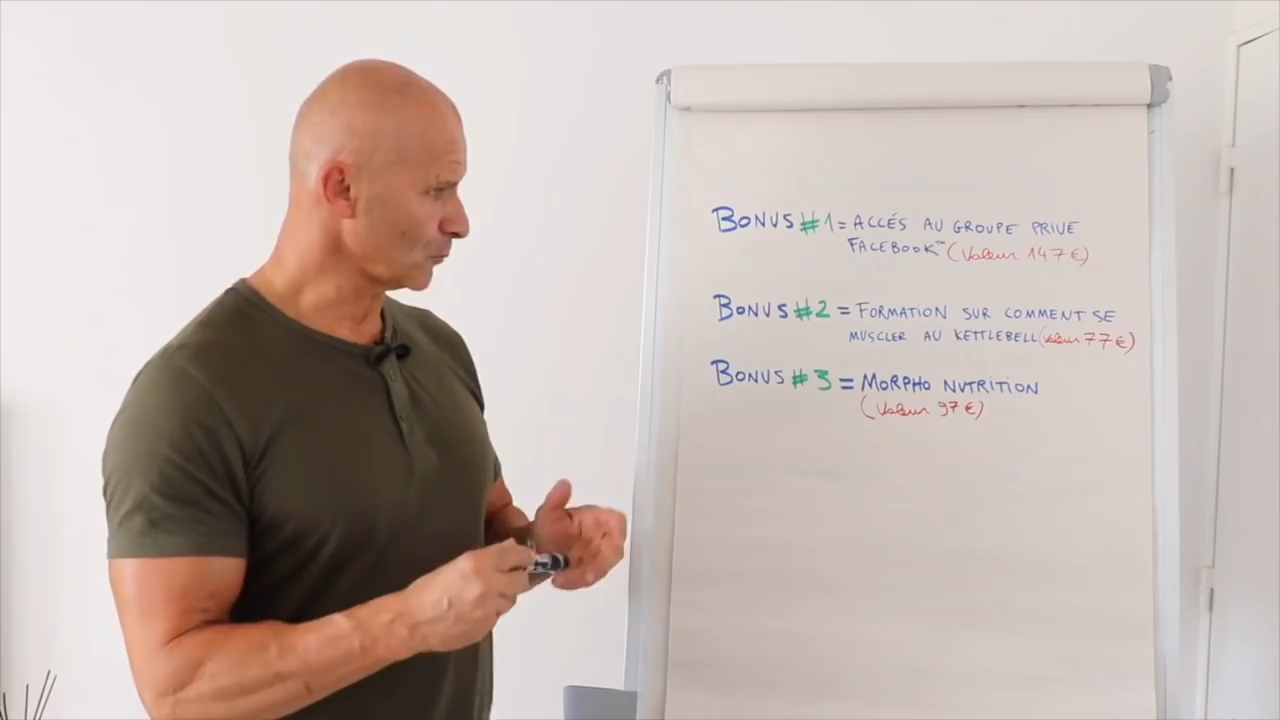 BONUS #1 = ACCÉS AU GROUPE PRIVE
FACEBOOK™ (Valeur 147€)
BONUS #2 = FORMATION SUR COMMENT SE
MUSCLER AU KETTLEBELL (Valeur 77€)
BONUS #3 = MORPHO NUTRITION
(Valeur 97€)